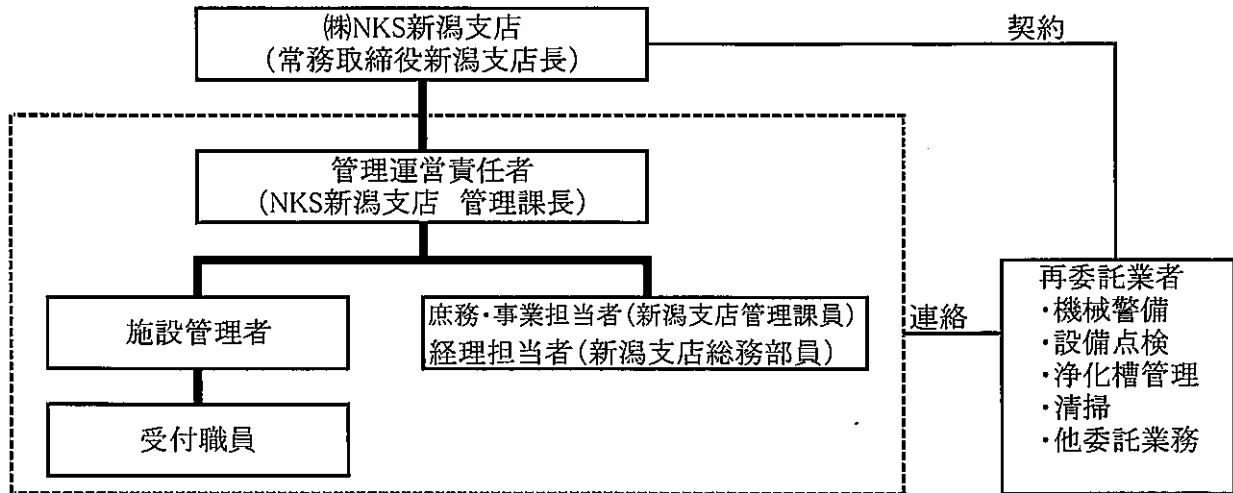 ㈱NKS新潟支店
（常務取締役新潟支店長）
契約
管理運営責任者
（NKS新潟支店　管理課長）
施設管理者
庶務・事業担当者（新潟支店管理課員）
経理担当者（新潟支店総務部員）
受付職員
連絡
再委託業者
・機械警備
・設備点検
・浄化槽管理
・清掃
・他委託業務